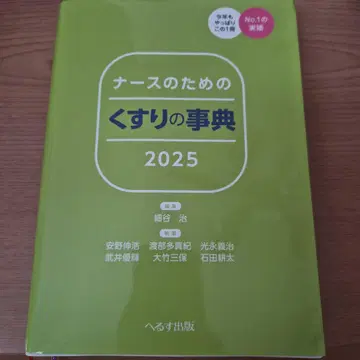 今年も
やっぱり
この1冊
No.1の
実績
ナースのための
くすりの事典
2025
編著
細谷 治
執筆
安野伸浩 渡部多真紀 光永義治
武井優輝 大竹三保 石田耕太
へるす出版